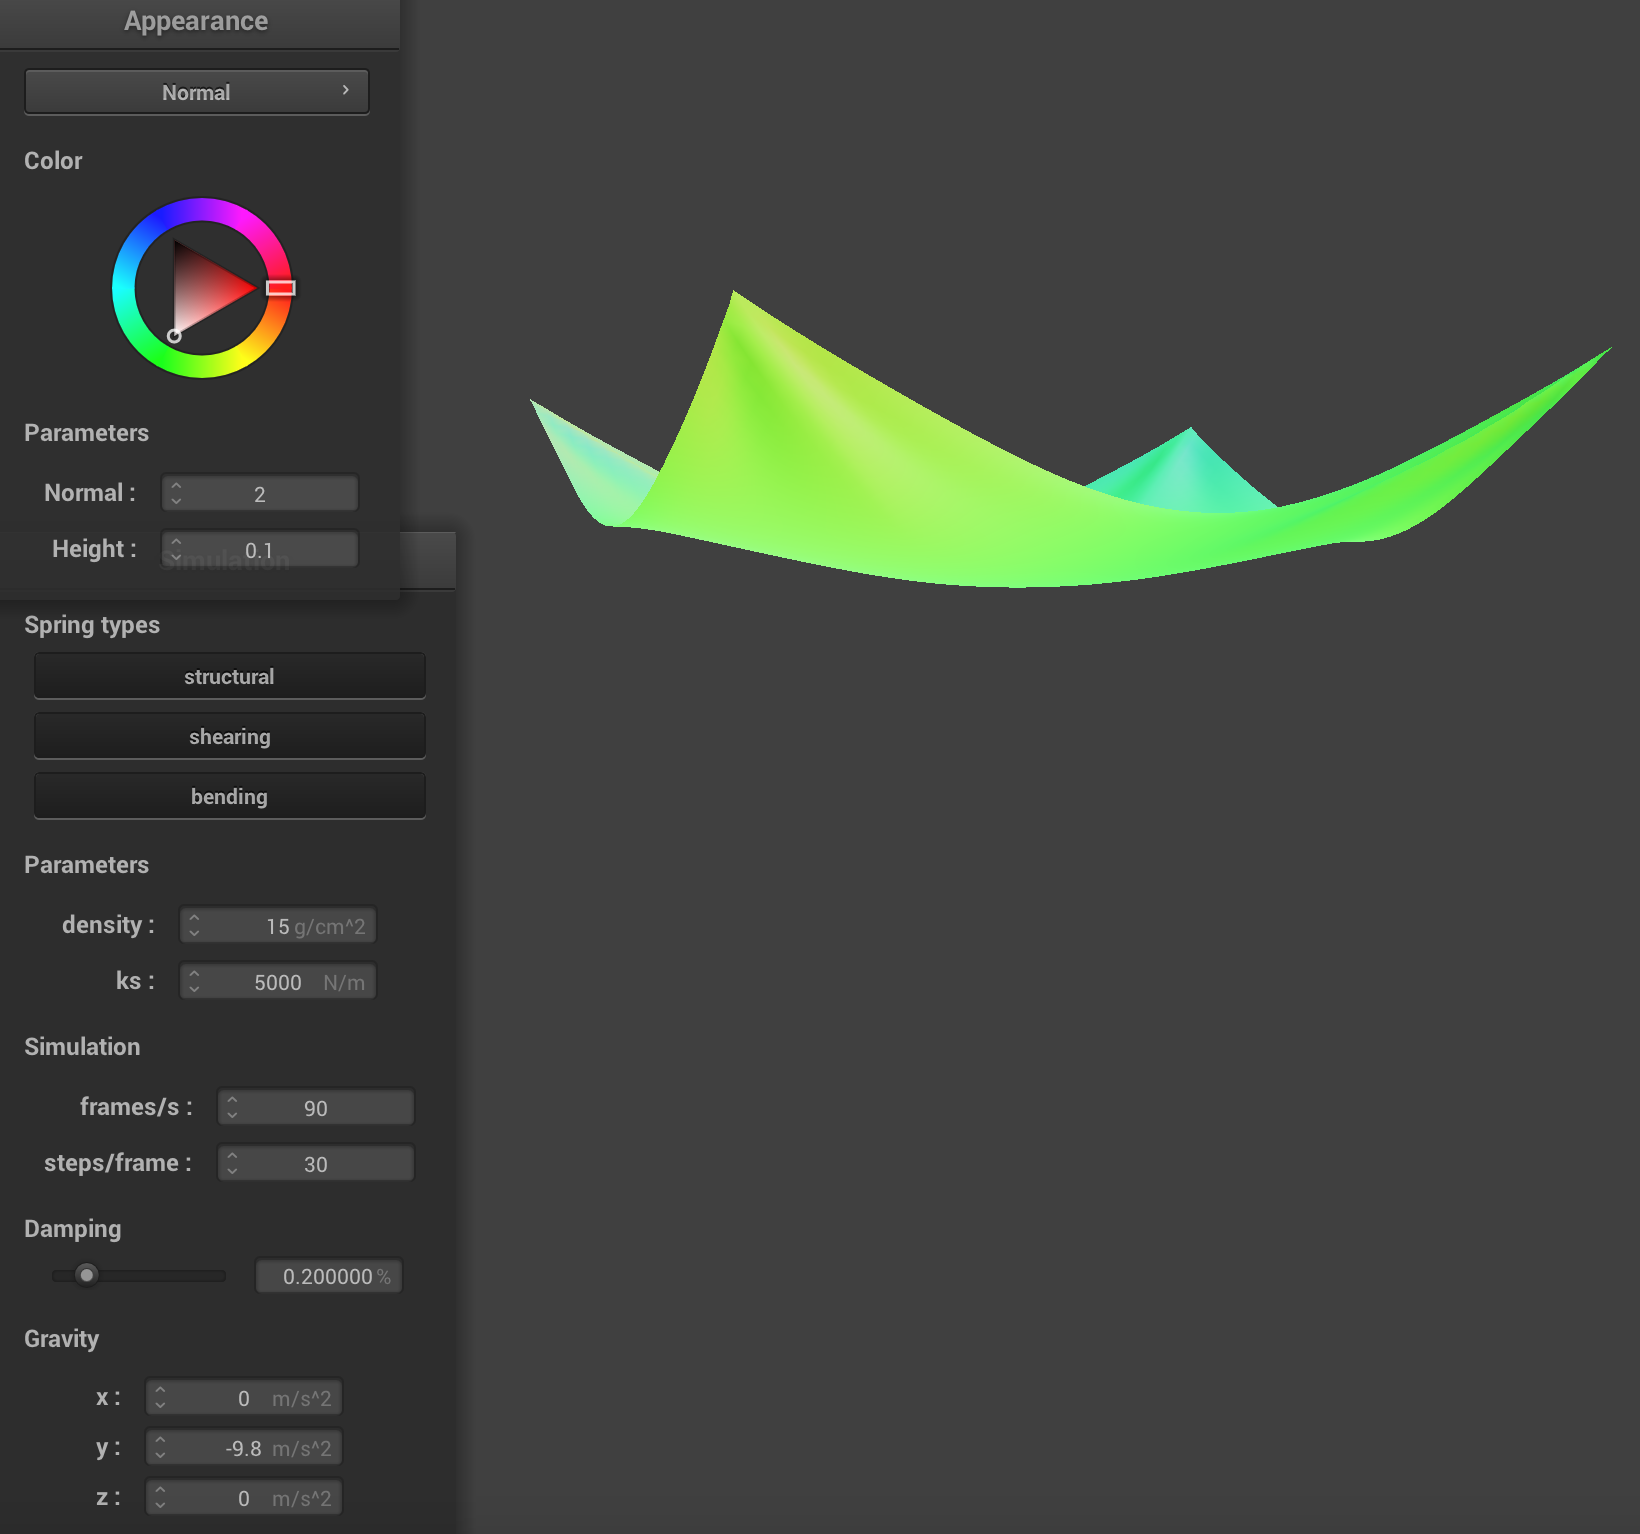 Appearance
Normal
Color
Parameters
Normal : 2
Height : 0.1
Simulation
Spring types
structural
shearing
bending
Parameters
density : 15 g/cm^2
ks : 5000 N/m
Simulation
frames/s : 90
steps/frame : 30
Damping
0.200000 %
Gravity
x : 0 m/s^2
y : -9.8 m/s^2
z : 0 m/s^2